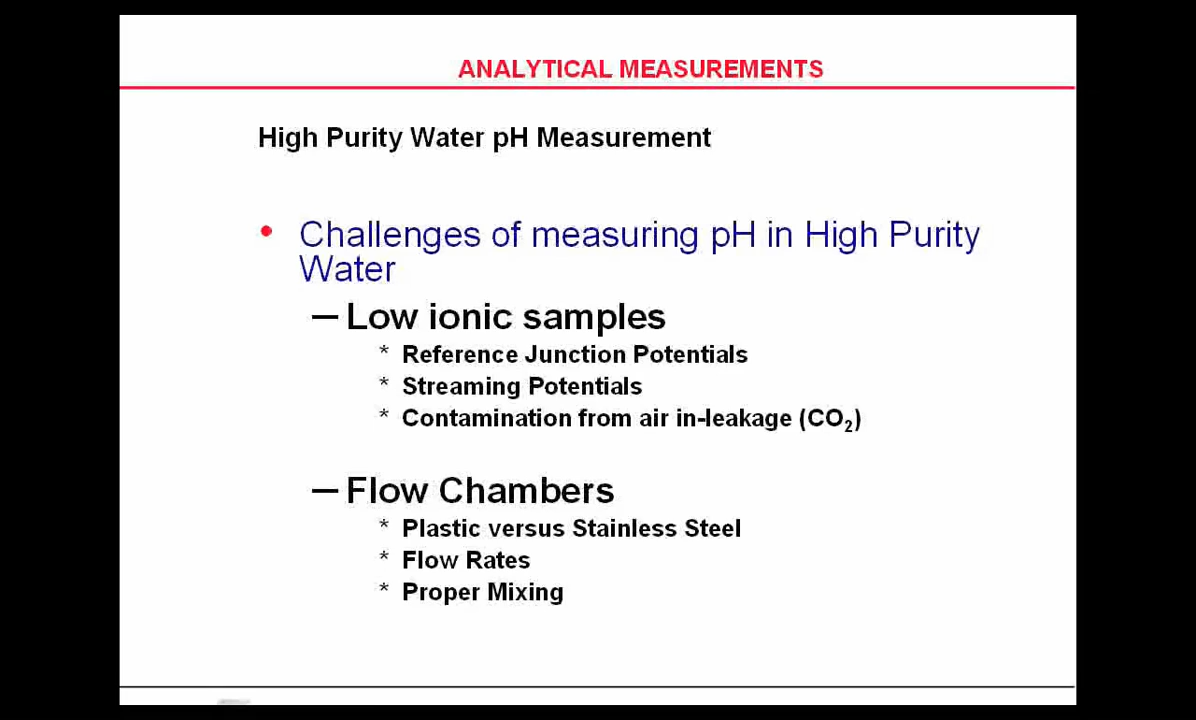 ANALYTICAL MEASUREMENTS
High Purity Water pH Measurement
• Challenges of measuring pH in High Purity
Water
– Low ionic samples
* Reference Junction Potentials
* Streaming Potentials
* Contamination from air in-leakage (CO₂)
– Flow Chambers
* Plastic versus Stainless Steel
* Flow Rates
* Proper Mixing